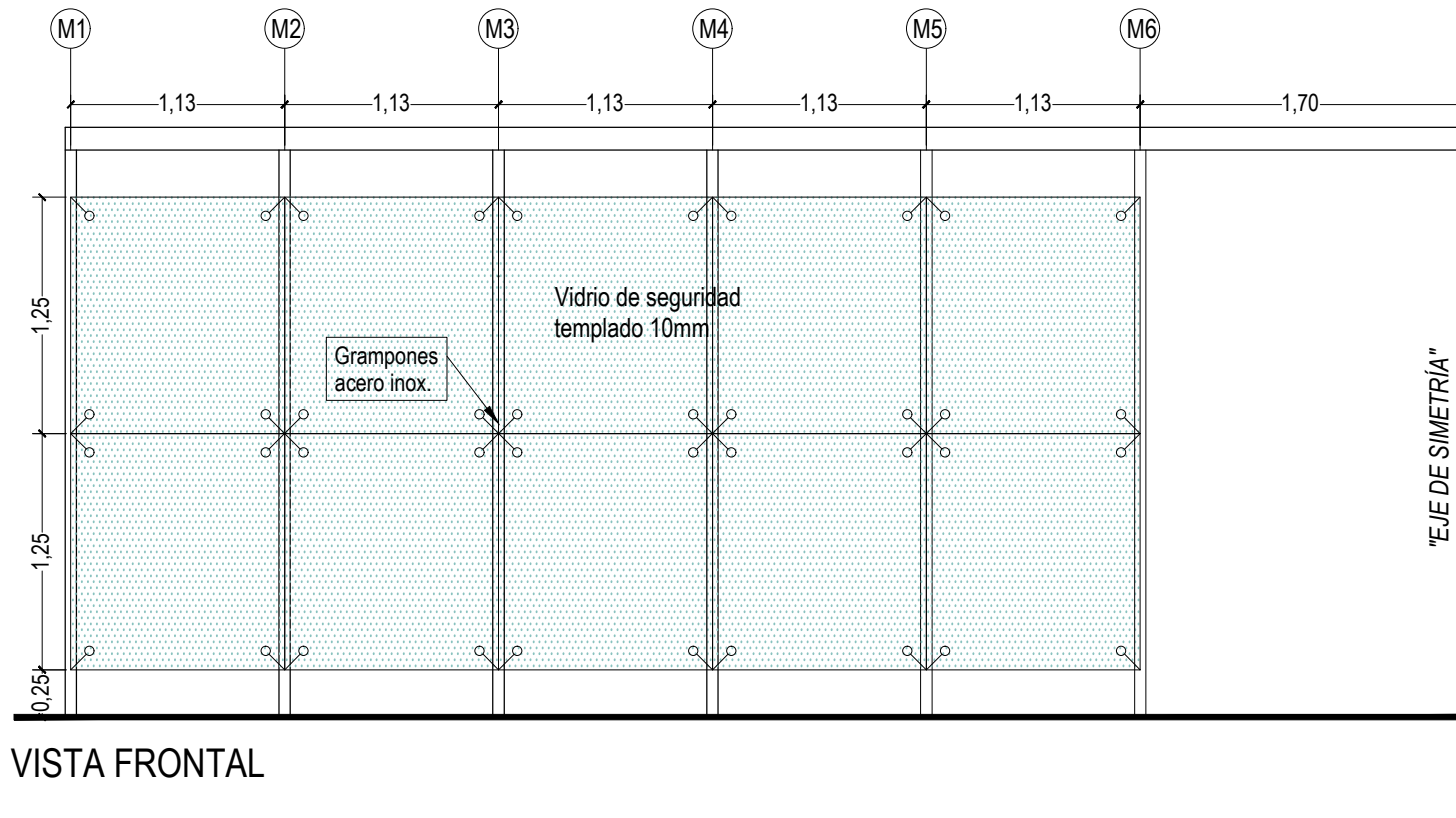 M1
M2
M3
M4
M5
M6
1,13
1,13
1,13
1,13
1,13
1,70
1,25
Vidrio de seguridad
templado 10mm
Grampones
acero inox.
"EJE DE SIMETRÍA"
1,25
0,25
VISTA FRONTAL